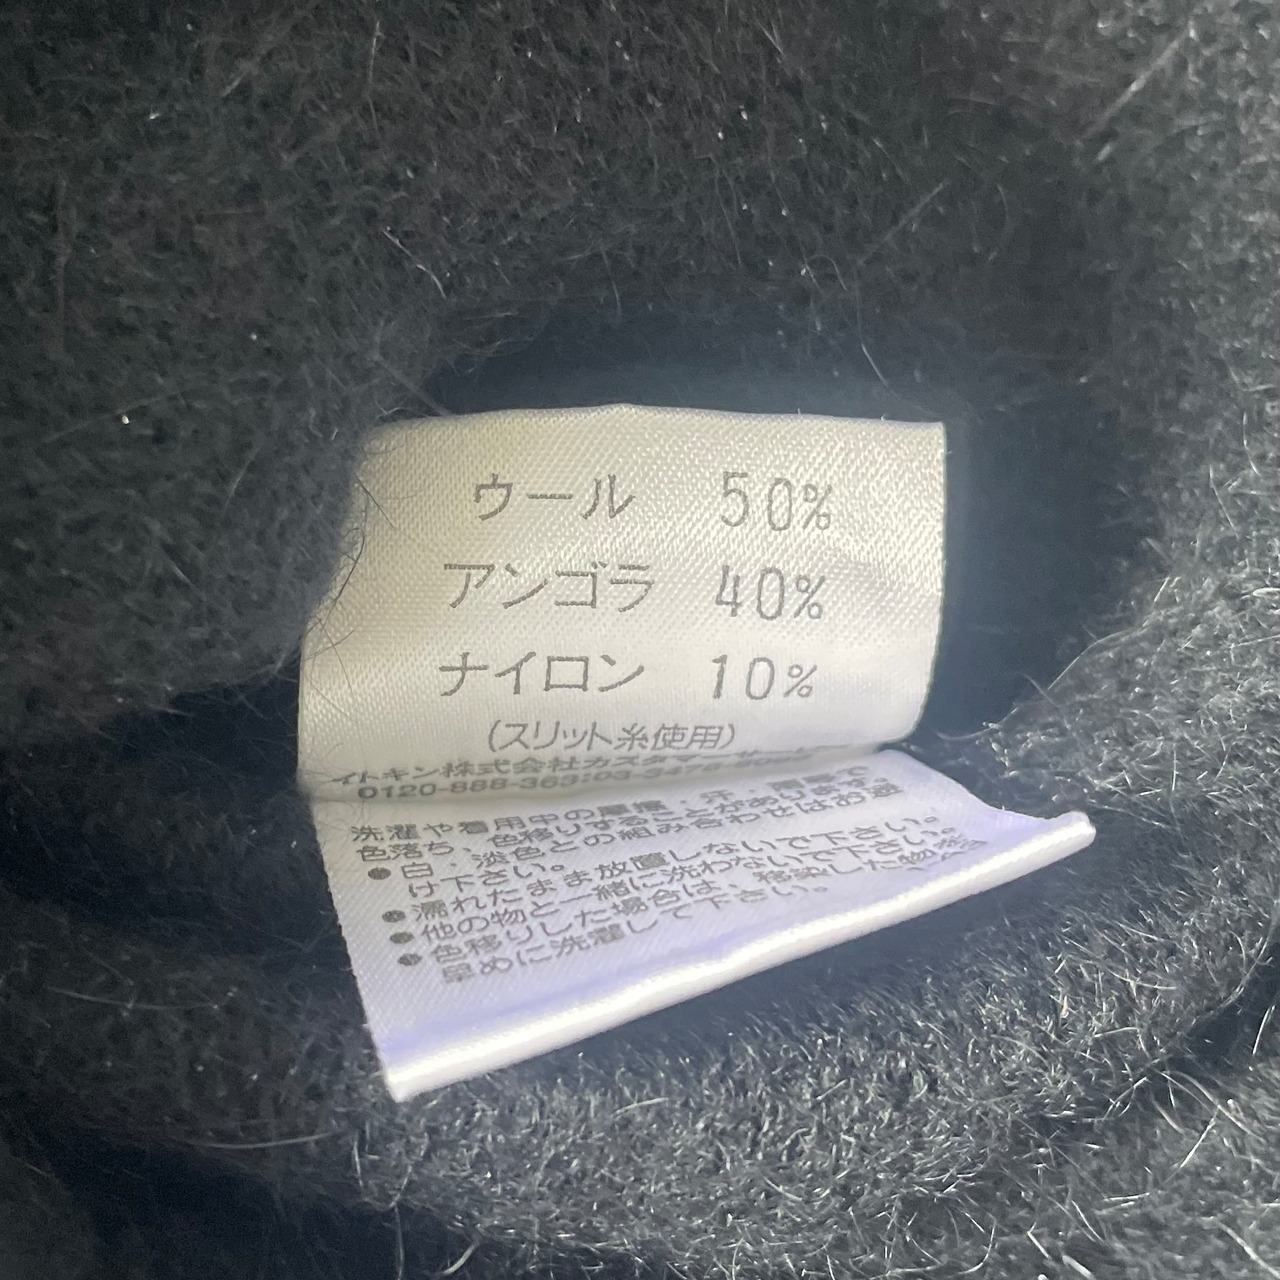 ウール 50%
アンゴラ 40%
ナイロン 10%
(スリット糸使用)
イトキン株式会社カスタマーサービス
0120-888-363:03-3478-8088
洗濯や着用中の摩擦・汗・雨等で
色落ち、色移りすることがあります。
●白・淡色との組み合わせはお避
け下さい。
●濡れたまま放置しないで下さい。
●他の物と一緒に洗わないで下さい。
●色移りした場合は、移染した物を
早めに洗濯して下さい。